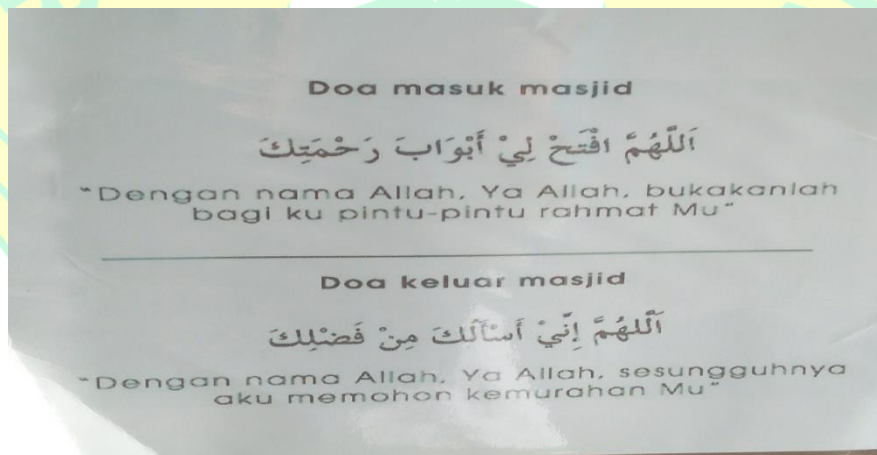 Doa masuk masjid
اَللّٰهُمَّ افْتَحْ لِيْ أَبْوَابَ رَحْمَتِكَ
"Dengan nama Allah, Ya Allah, bukakanlah
bagi ku pintu-pintu rahmat Mu"
Doa keluar masjid
اَللهُمَّ إِنِّيْ أَسْأَلُكَ مِنْ فَضْلِكَ
"Dengan nama Allah, Ya Allah, sesungguhnya
aku memohon kemurahan Mu"